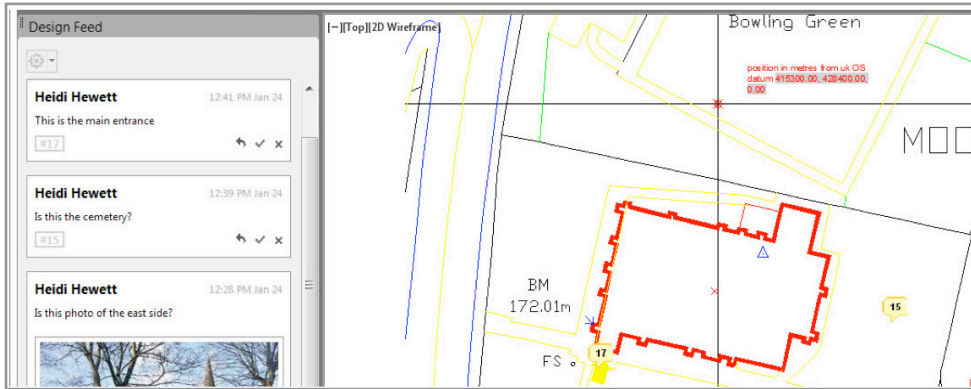 Design Feed
Heidi Hewett 12:41 PM Jan 24
This is the main entrance
#17
Heidi Hewett 12:39 PM Jan 24
Is this the cemetery?
#15
Heidi Hewett 12:28 PM Jan 24
Is this photo of the east side?
[−][Top][2D Wireframe]
Bowling Green
position in metres from uk OS
datum 415300.00, 428400.00,
0.00
BM
172.01m
15
17
FS